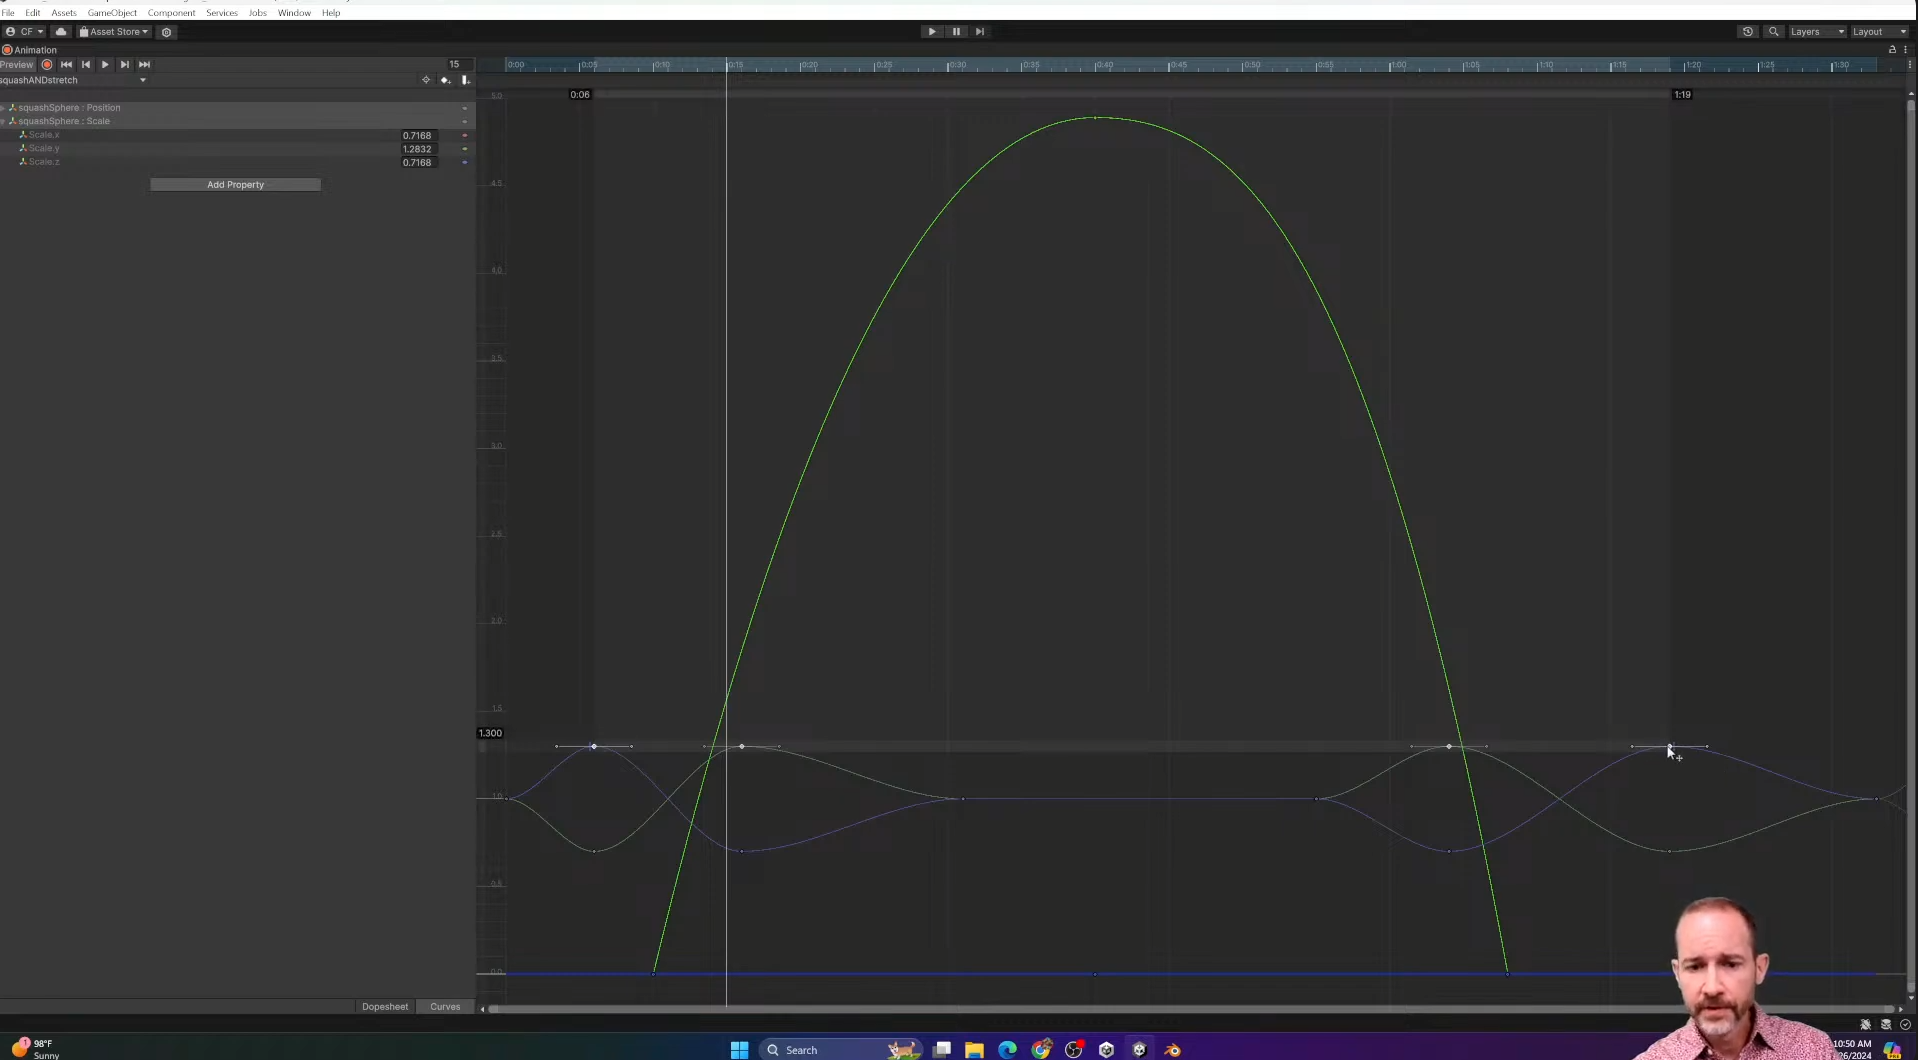 File Edit Assets GameObject Component Services Jobs Window Help
CF Asset Store Layers Layout
Animation
Preview 15 0:00 0:05 0:10 0:15 0:20 0:25 0:30 0:35 0:40 0:45 0:50 0:55 1:00 1:05 1:10 1:15 1:20 1:25 1:30
squashANDstretch
0:06 1:19
5.0
squashSphere : Position
squashSphere : Scale
Scale.x 0.7168
Scale.y 1.2832
Scale.z 0.7168
Add Property
4.5
4.0
3.5
3.0
2.5
2.0
1.5
1.300
1.0
0.5
0.0
Dopesheet Curves
1
98°F
Sunny
Search
10:50 AM
/26/2024